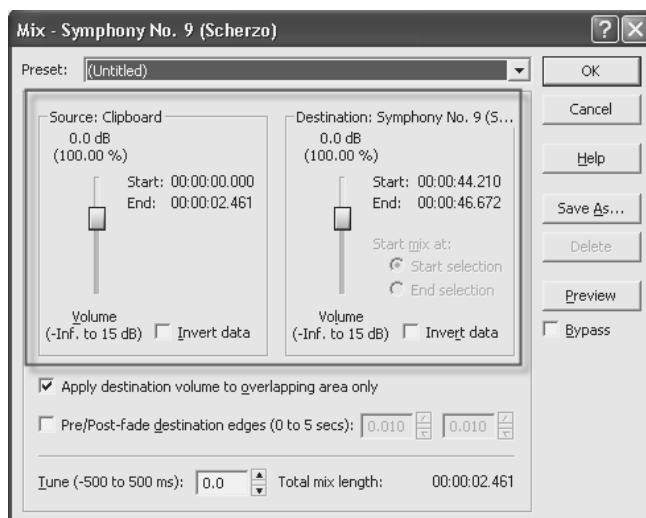 Mix - Symphony No. 9 (Scherzo)
Preset: (Untitled)
OK
Cancel
Help
Save As...
Delete
Preview
Bypass
Source: Clipboard
0.0 dB
(100.00 %)
Start: 00:00:00.000
End: 00:00:02.461
Volume
(-Inf. to 15 dB)
Invert data
Destination: Symphony No. 9 (S...
0.0 dB
(100.00 %)
Start: 00:00:44.210
End: 00:00:46.672
Start mix at:
Start selection
End selection
Volume
(-Inf. to 15 dB)
Invert data
Apply destination volume to overlapping area only
Pre/Post-fade destination edges (0 to 5 secs): 0.010 0.010
Tune (-500 to 500 ms): 0.0 Total mix length: 00:00:02.461